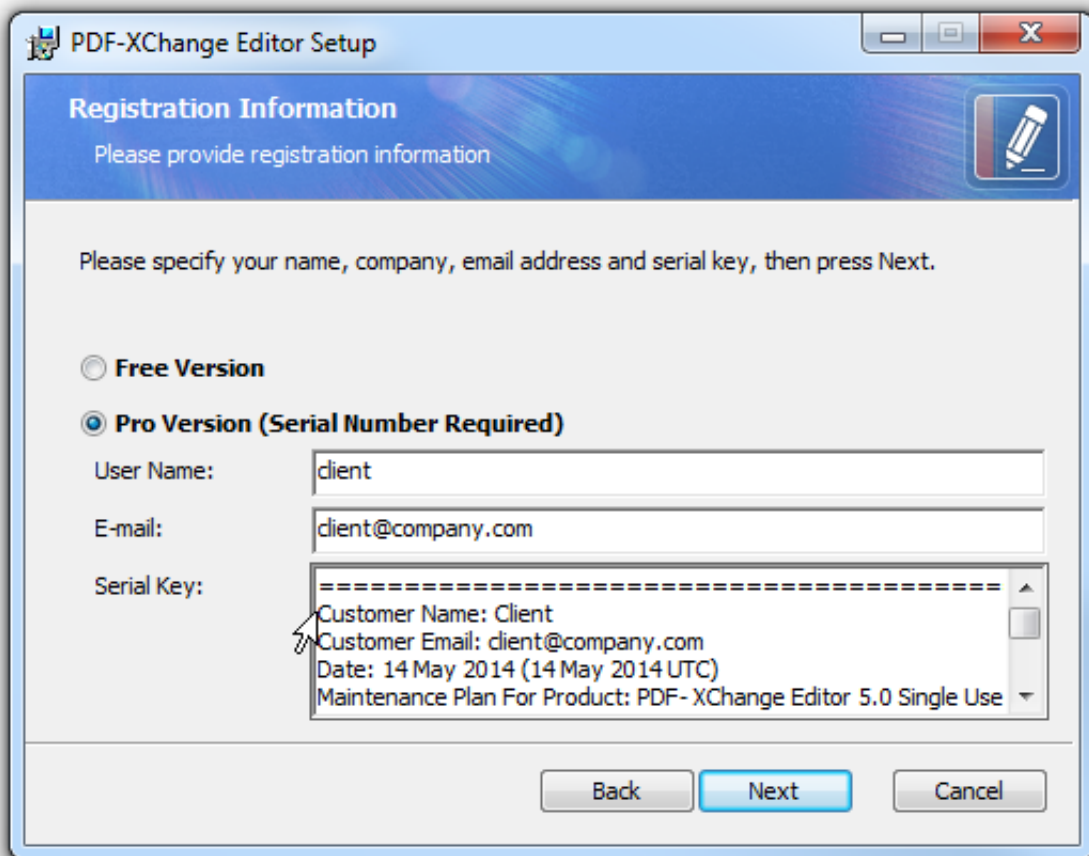 PDF-XChange Editor Setup
Registration Information
Please provide registration information
Please specify your name, company, email address and serial key, then press Next.
Free Version
Pro Version (Serial Number Required)
User Name: client
E-mail: client@company.com
Serial Key: ========================================
Customer Name: Client
Customer Email: client@company.com
Date: 14 May 2014 (14 May 2014 UTC)
Maintenance Plan For Product: PDF- XChange Editor 5.0 Single Use
Back Next Cancel